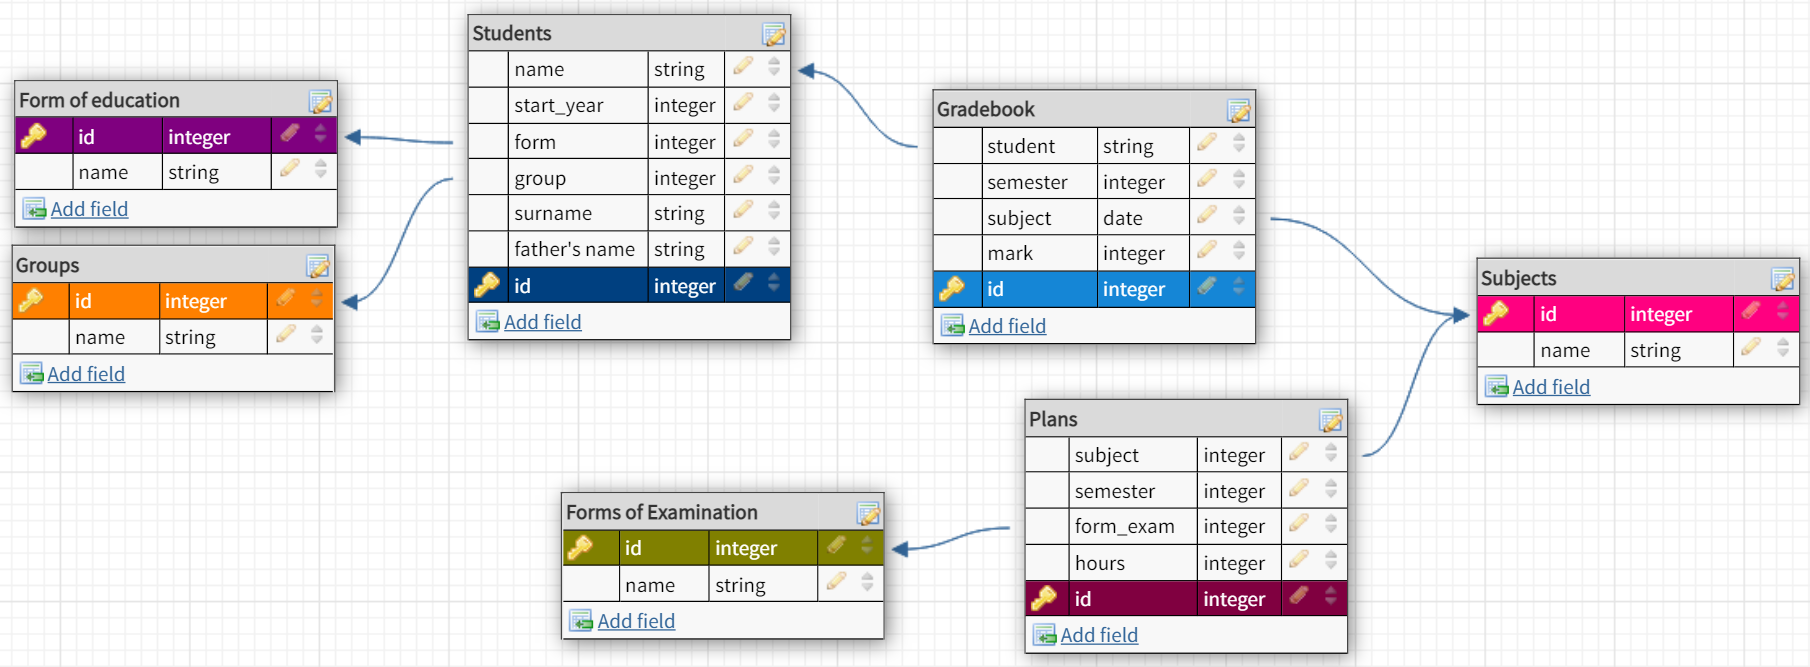 Form of education
id integer
name string
Add field
Groups
id integer
name string
Add field
Students
name string
start_year integer
form integer
group integer
surname string
father's name string
id integer
Add field
Gradebook
student string
semester integer
subject date
mark integer
id integer
Add field
Subjects
id integer
name string
Add field
Forms of Examination
id integer
name string
Add field
Plans
subject integer
semester integer
form_exam integer
hours integer
id integer
Add field